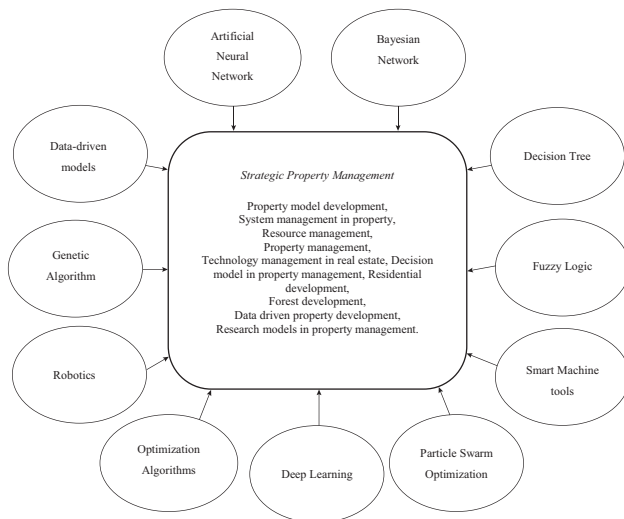 Artificial
Neural
Network
Bayesian
Network
Data-driven
models
Decision Tree
Strategic Property Management
Property model development,
System management in property,
Resource management,
Property management,
Technology management in real estate, Decision
model in property management, Residential
development,
Forest development,
Data driven property development,
Research models in property management.
Genetic
Algorithm
Fuzzy Logic
Robotics
Smart Machine
tools
Optimization
Algorithms
Deep Learning
Particle Swarm
Optimization